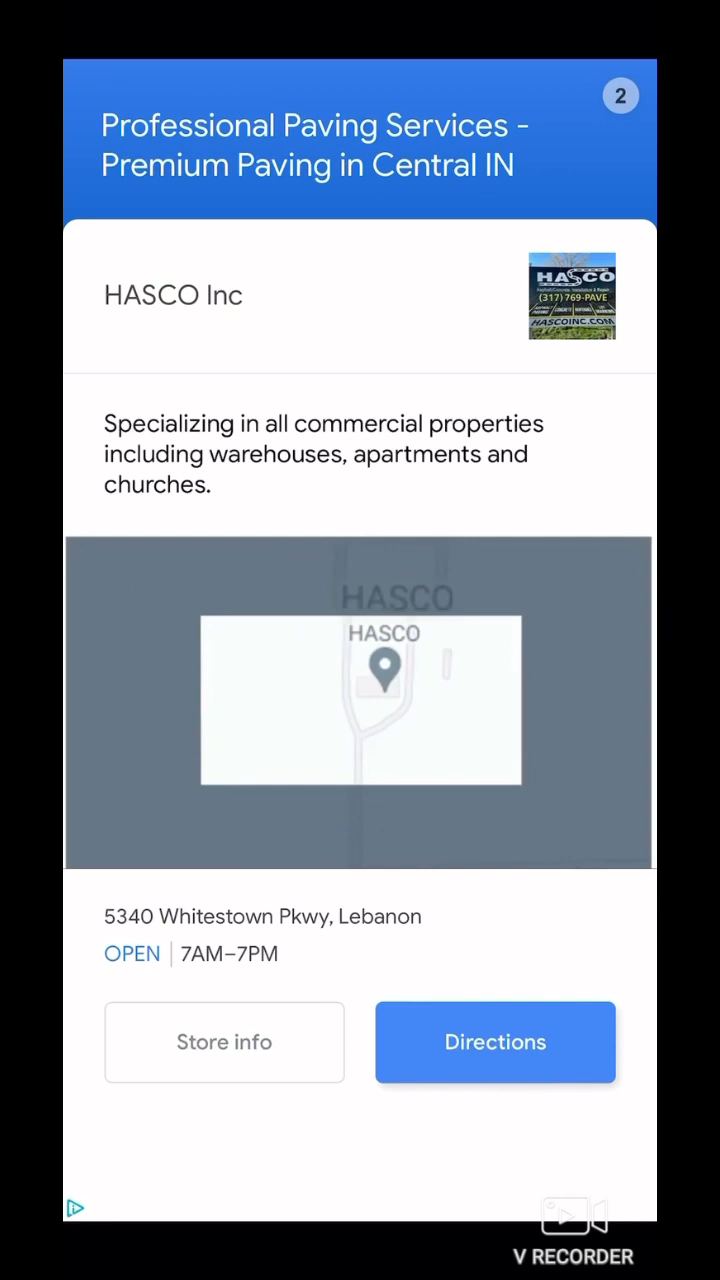 2
Professional Paving Services -
Premium Paving in Central IN
HASCO Inc
HASCO
(317) 769-PAVE
HASCOINC.COM
Specializing in all commercial properties
including warehouses, apartments and
churches.
HASCO
HASCO
5340 Whitestown Pkwy, Lebanon
OPEN | 7AM–7PM
Store info
Directions
V RECORDER